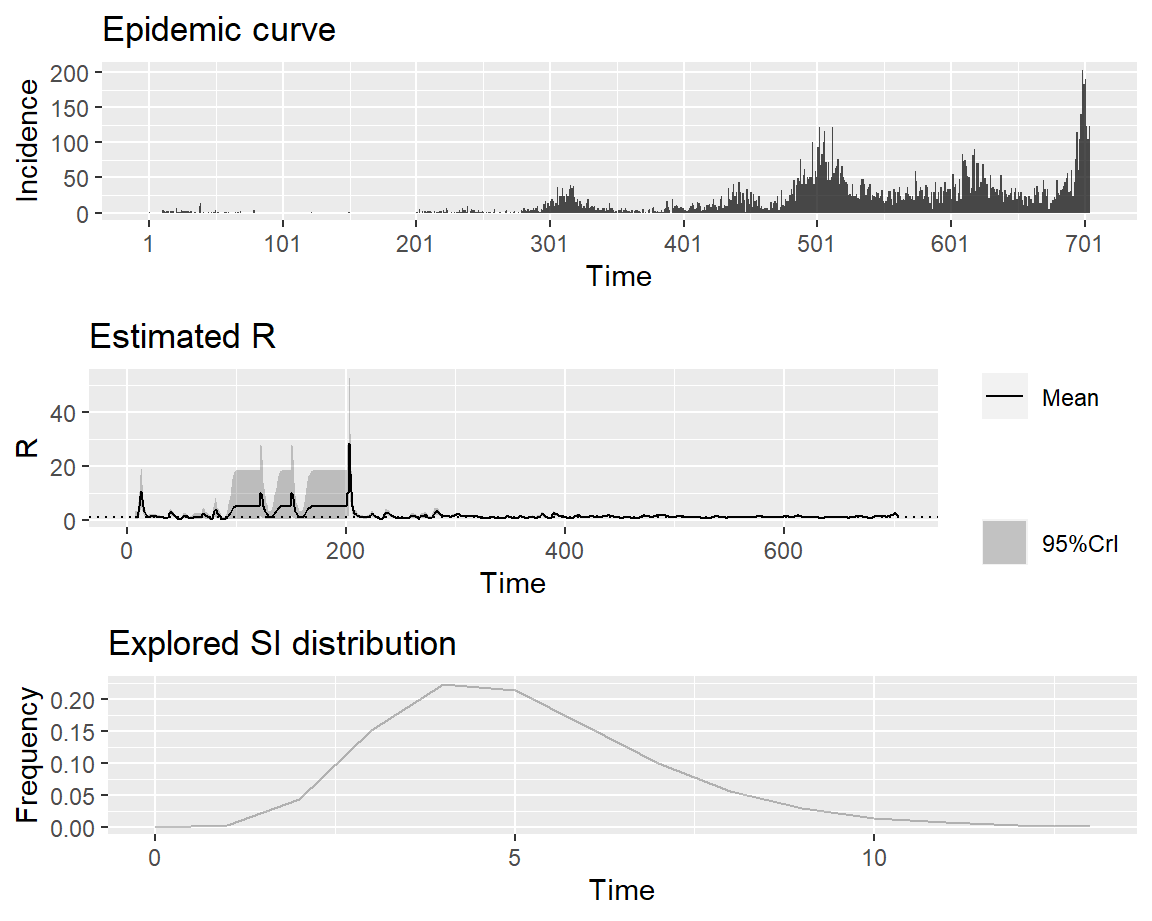 Epidemic curve
Incidence
200
150
100
50
0
1 101 201 301 401 501 601 701
Time
Estimated R
R
40
20
0
0 200 400 600
Time
Mean
95%CrI
Explored SI distribution
Frequency
0.20
0.15
0.10
0.05
0.00
0 5 10
Time